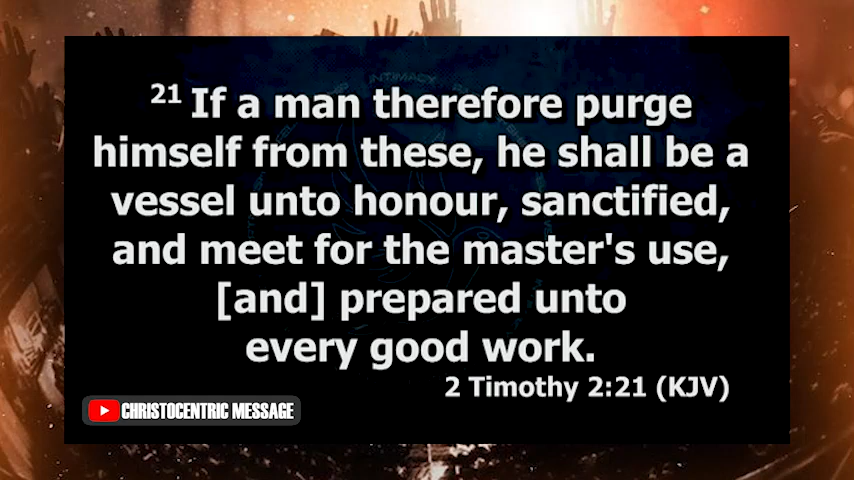 INTIMACY
21 If a man therefore purge
himself from these, he shall be a
vessel unto honour, sanctified,
and meet for the master's use,
[and] prepared unto
every good work.
2 Timothy 2:21 (KJV)
CHRISTOCENTRIC MESSAGE